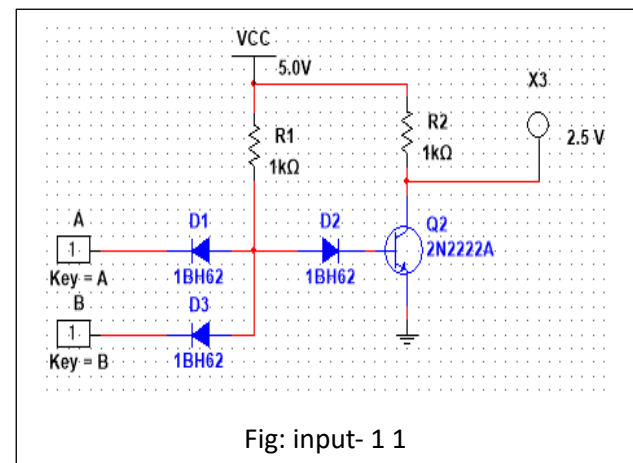 VCC
5.0V
X3
R1
1kΩ
R2
1kΩ
2.5 V
A
D1
D2
Q2
1
2N2222A
Key = A
1BH62
1BH62
B
D3
1
Key = B
1BH62
Fig: input- 1 1